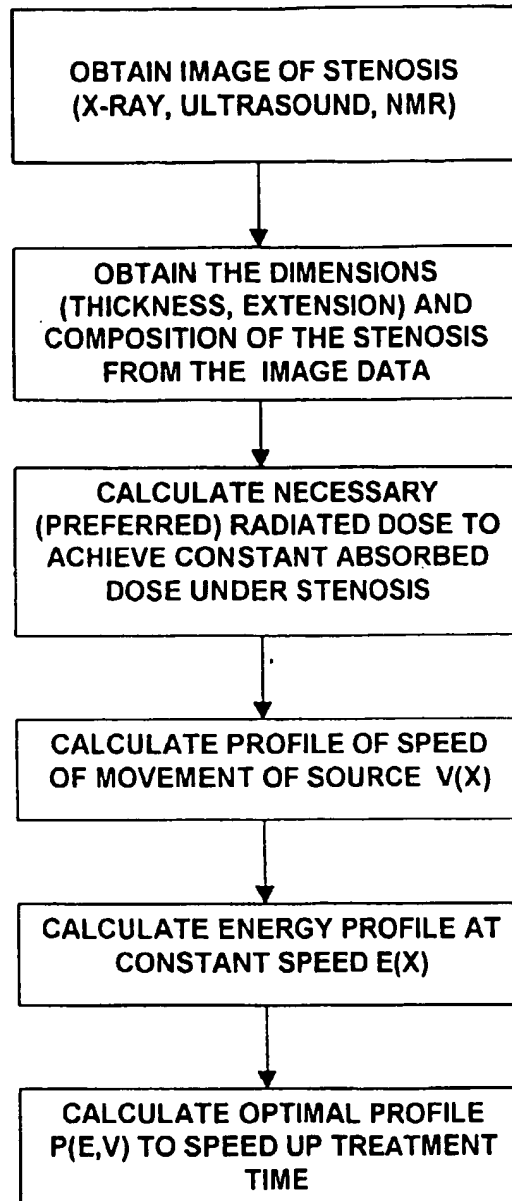 OBTAIN IMAGE OF STENOSIS
(X-RAY, ULTRASOUND, NMR)
OBTAIN THE DIMENSIONS
(THICKNESS, EXTENSION) AND
COMPOSITION OF THE STENOSIS
FROM THE IMAGE DATA
CALCULATE NECESSARY
(PREFERRED) RADIATED DOSE TO
ACHIEVE CONSTANT ABSORBED
DOSE UNDER STENOSIS
CALCULATE PROFILE OF SPEED
OF MOVEMENT OF SOURCE V(X)
CALCULATE ENERGY PROFILE AT
CONSTANT SPEED E(X)
CALCULATE OPTIMAL PROFILE
P(E,V) TO SPEED UP TREATMENT
TIME